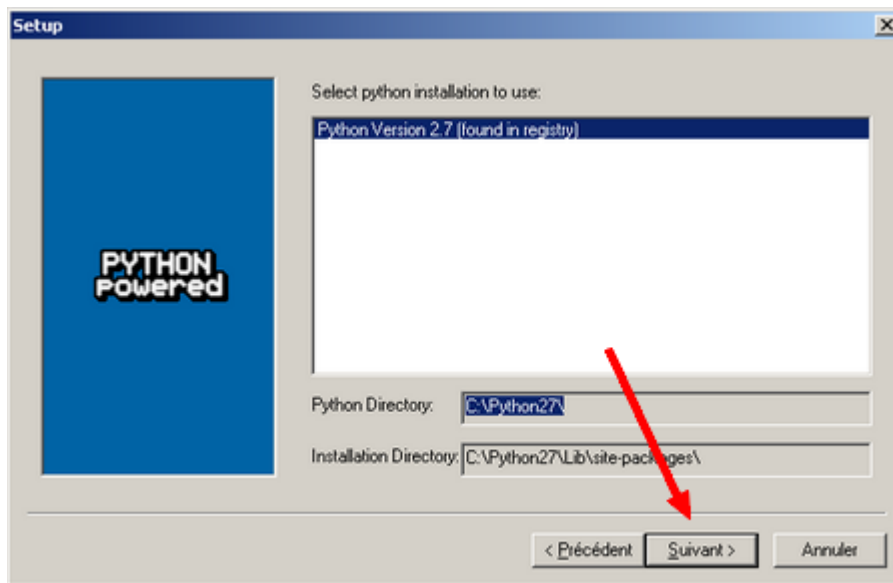 Setup
Select python installation to use:
Python Version 2.7 (found in registry)
PYTHON
powered
Python Directory: C:\Python27\
Installation Directory: C:\Python27\Lib\site-packages\
< Précédent Suivant > Annuler